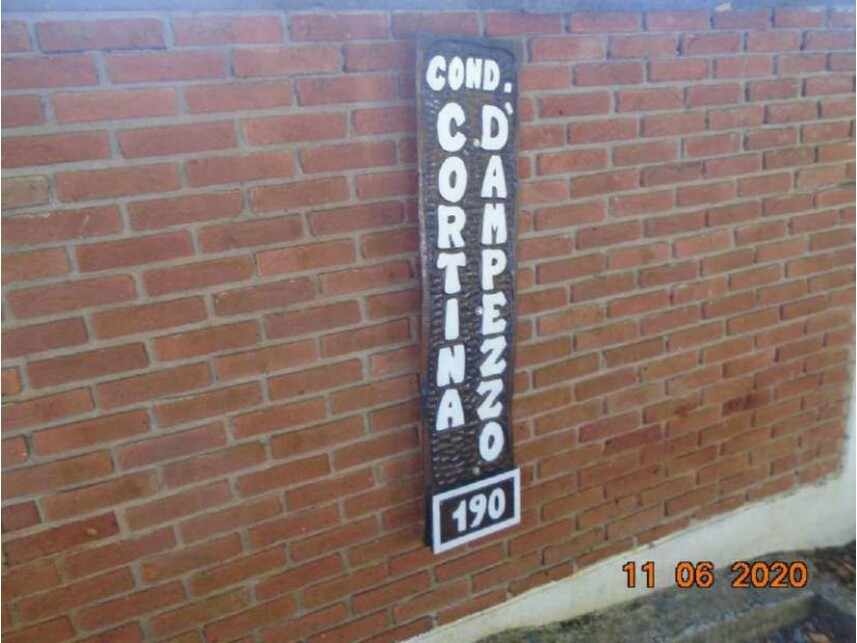 COND.
CORTINA
D'AMPEZZO
190
11 06 2020